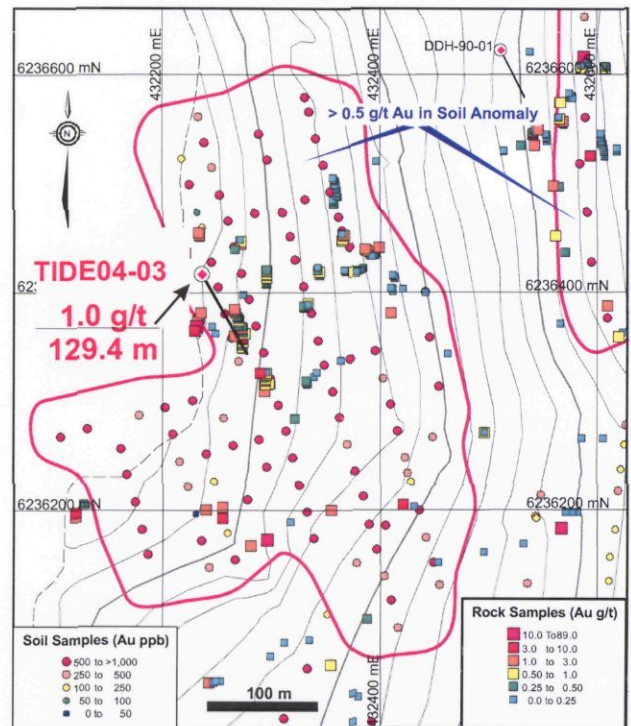 432200 mE
432400 mE
DDH-90-01
6236600 mN
6236600 mN
> 0.5 g/t Au in Soil Anomaly
N
TIDE04-03
1.0 g/t
129.4 m
6236400 mN
6236200 mN
6236200 mN
Soil Samples (Au ppb)
500 to >1,000
250 to 500
100 to 250
50 to 100
0 to 50
100 m
432400 mE
Rock Samples (Au g/t)
10.0 To89.0
3.0 to 10.0
1.0 to 3.0
0.50 to 1.0
0.25 to 0.50
0.0 to 0.25